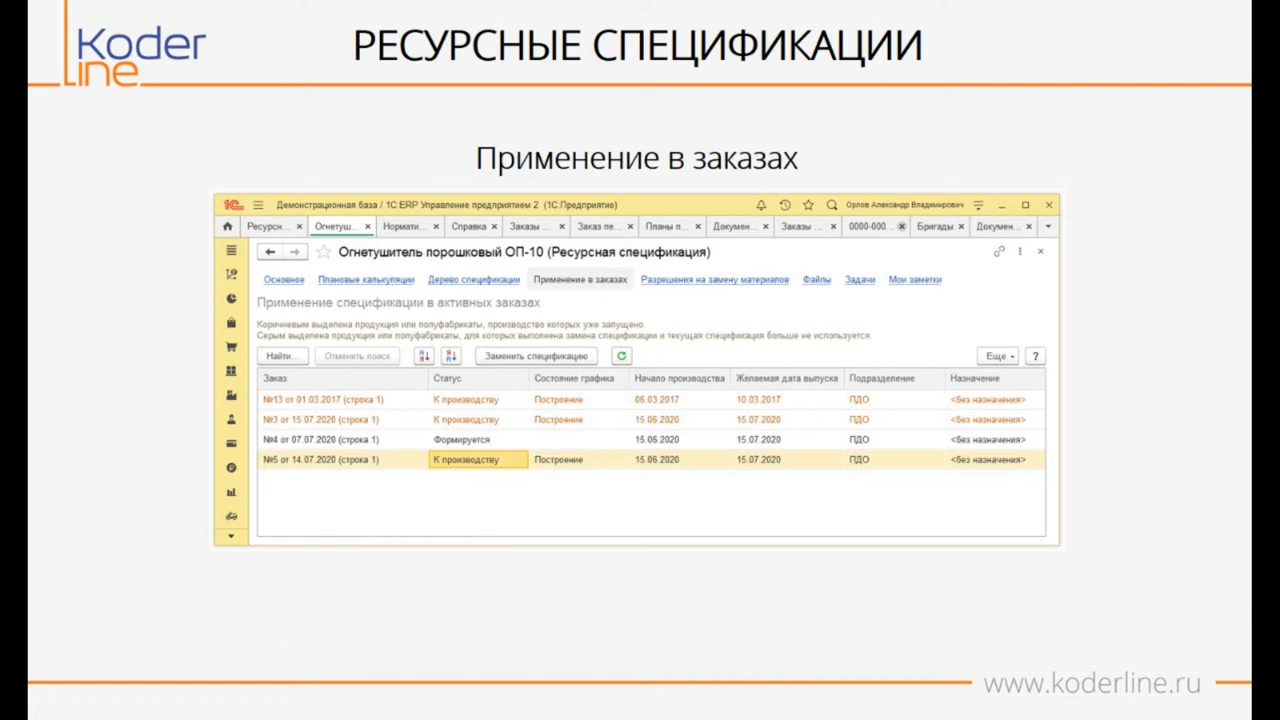 Koder
line
РЕСУРСНЫЕ СПЕЦИФИКАЦИИ
Применение в заказах
1С Демонстрационная база / 1С:ERP Управление предприятием 2 (1С:Предприятие) Орлов Александр Владимирович
Ресурсн... Огнетуш... Нормати... Справка Заказы ... Заказ пе... Планы п... Докумен... Заказы ... 0000-000... Бригады Докумен...
Огнетушитель порошковый ОП-10 (Ресурсная спецификация)
Основное Плановые калькуляции Дерево спецификации Применение в заказах Разрешения на замену материалов Файлы Задачи Мои заметки
Применение спецификации в активных заказах
Коричневым выделена продукция или полуфабрикаты, производство которых уже запущено.
Серым выделена продукция или полуфабрикаты, для которых выполнена замена спецификации и текущая спецификация больше не используется
Найти... Отменить поиск Заменить спецификацию Еще ?
Заказ Статус Состояние графика Начало производства Желаемая дата выпуска Подразделение Назначение
№13 от 01.03.2017 (строка 1) К производству Построение 06.03.2017 10.03.2017 ПДО <без назначения>
№3 от 15.07.2020 (строка 1) К производству Построение 15.06.2020 15.07.2020 ПДО <без назначения>
№4 от 07.07.2020 (строка 1) Формируется 15.06.2020 15.07.2020 ПДО <без назначения>
№5 от 14.07.2020 (строка 1) К производству Построение 15.06.2020 15.07.2020 ПДО <без назначения>
www.koderline.ru